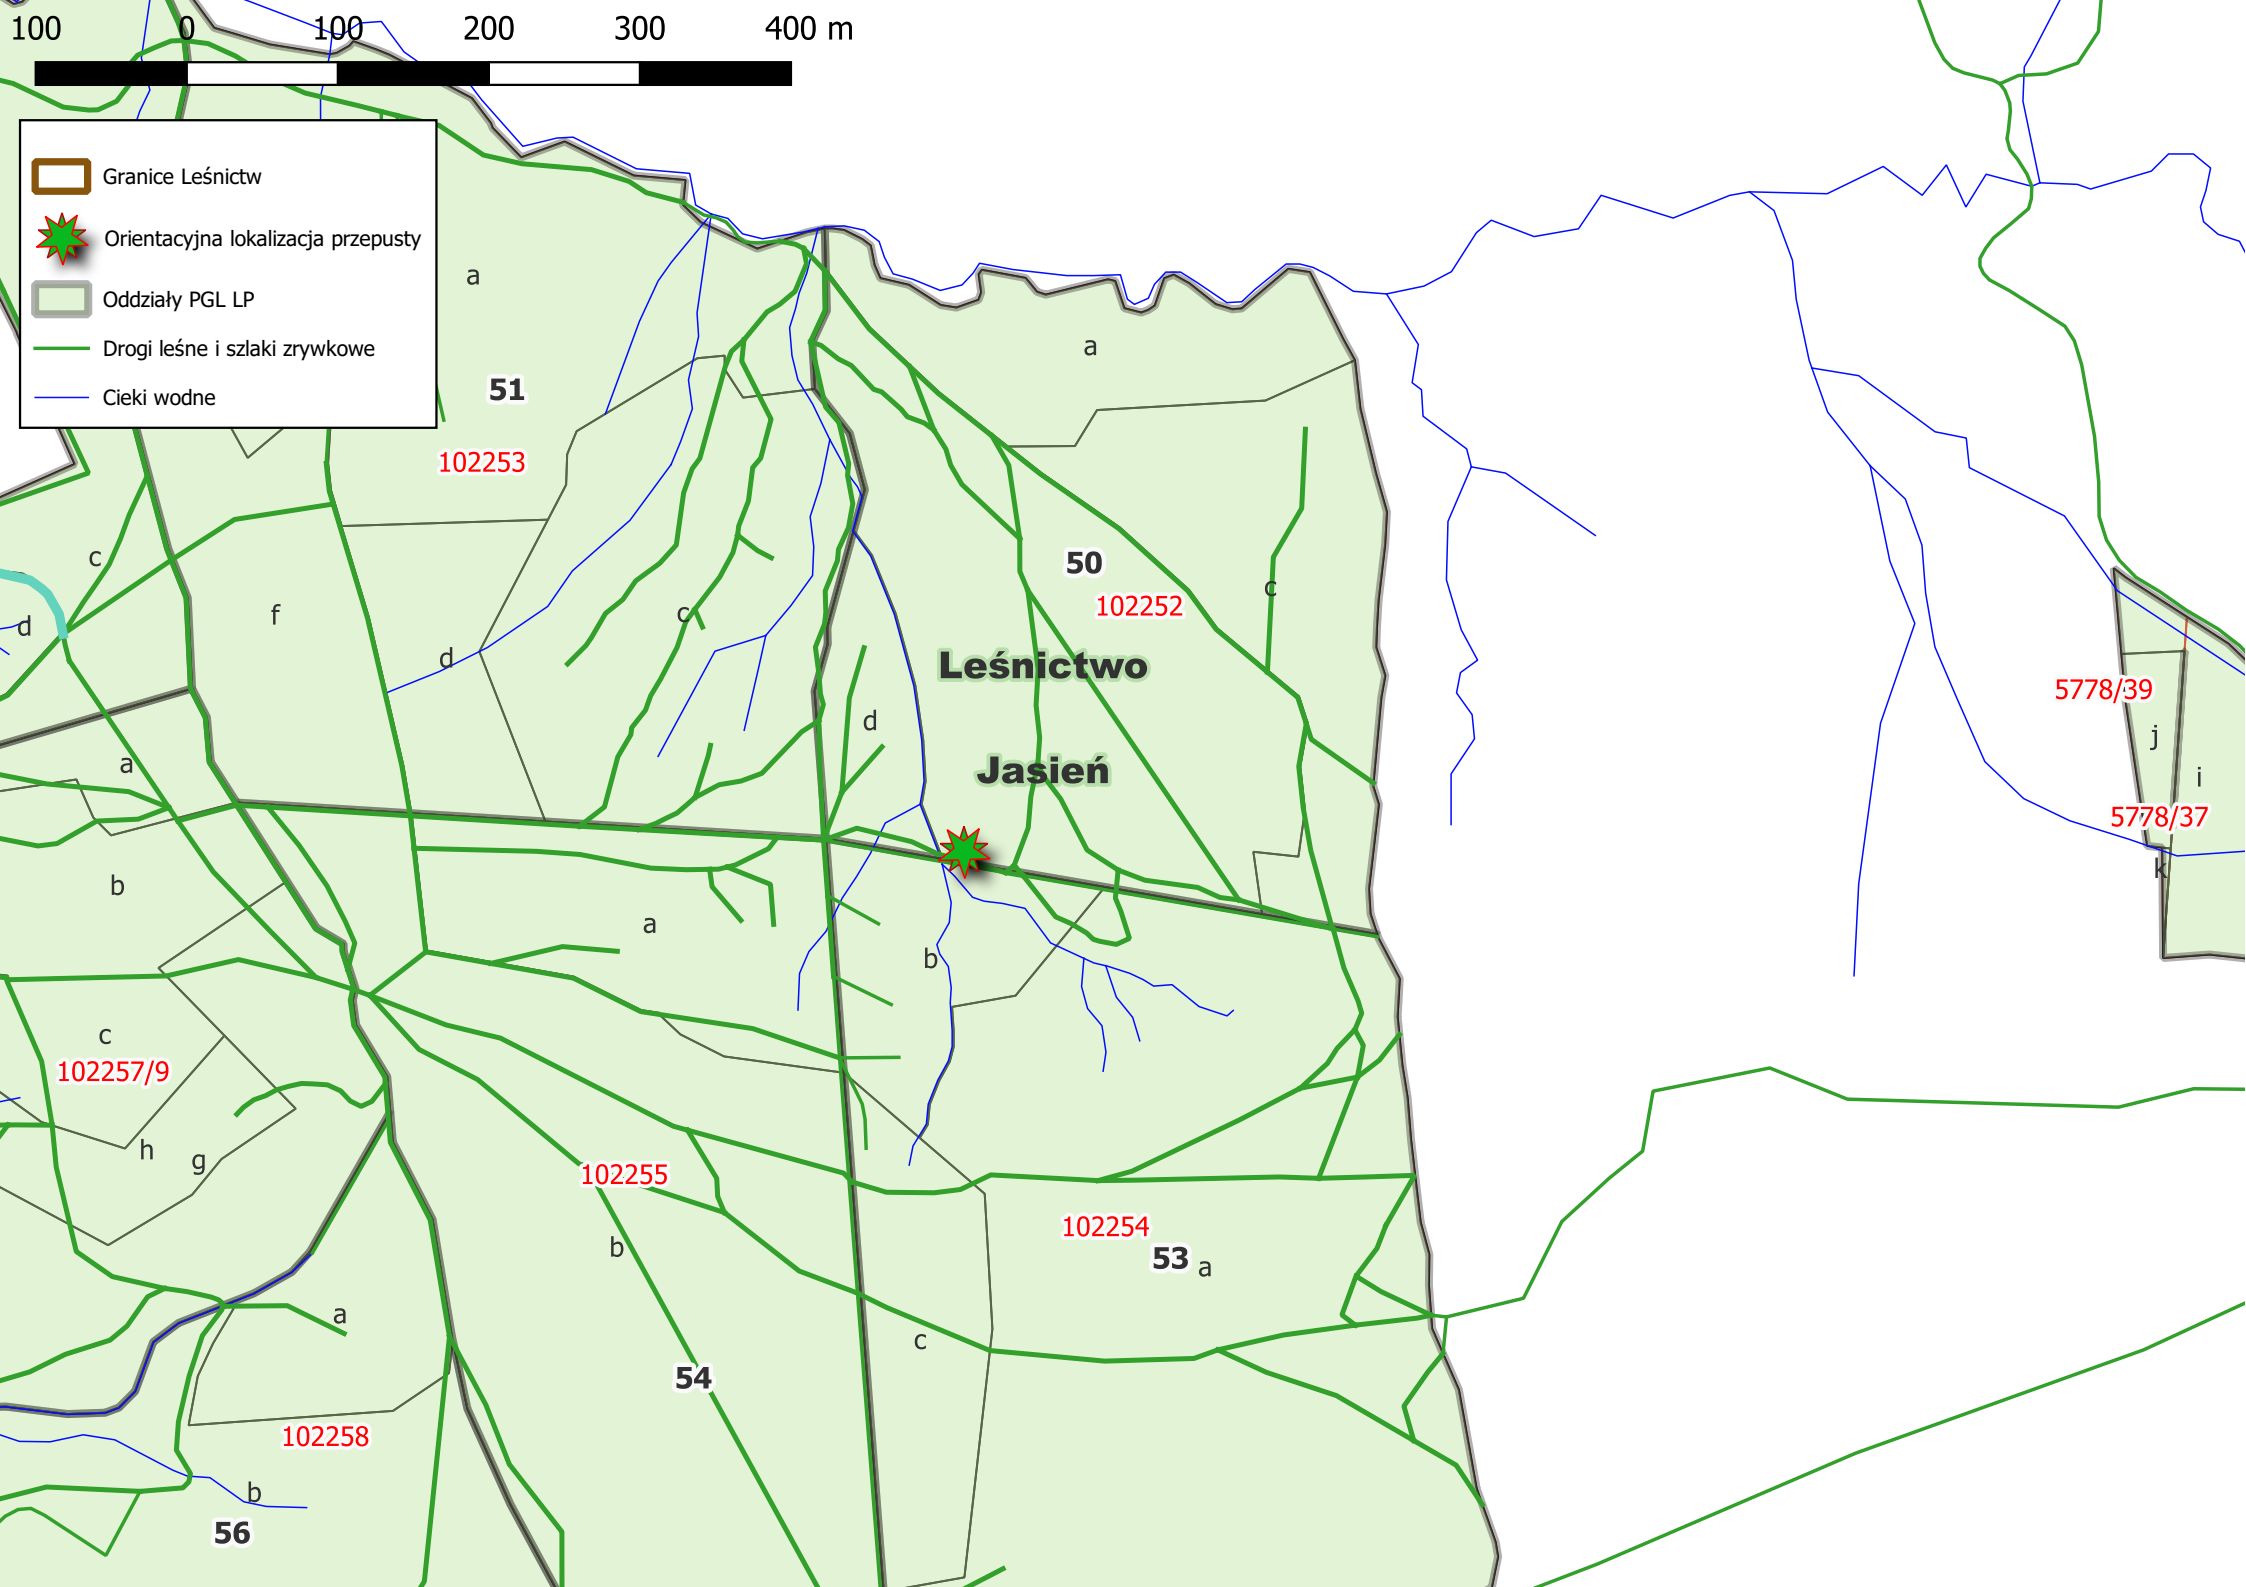 100 0 100 200 300 400 m
Granice Leśnictw
Orientacyjna lokalizacja przepusty
Oddziały PGL LP
Drogi leśne i szlaki zrywkowe
Cieki wodne
a
a
51
102253
c
50
102252
c
c
f
d
d
Leśnictwo
5778/39
d
j
a
Jasień
i
5778/37
k
b
a
b
c
102257/9
h
g
102255
102254
b
53
a
a
c
54
102258
b
56